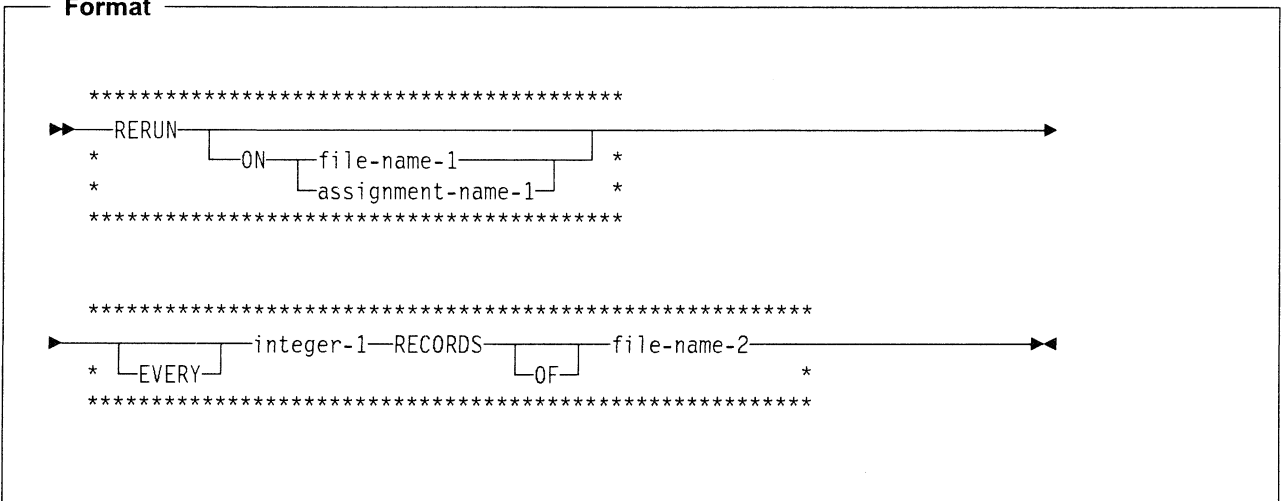 Format
******************************************
RERUN
* ON file-name-1 *
* assignment-name-1 *
******************************************
*********************************************************
integer-1 RECORDS file-name-2
* EVERY OF *
*********************************************************